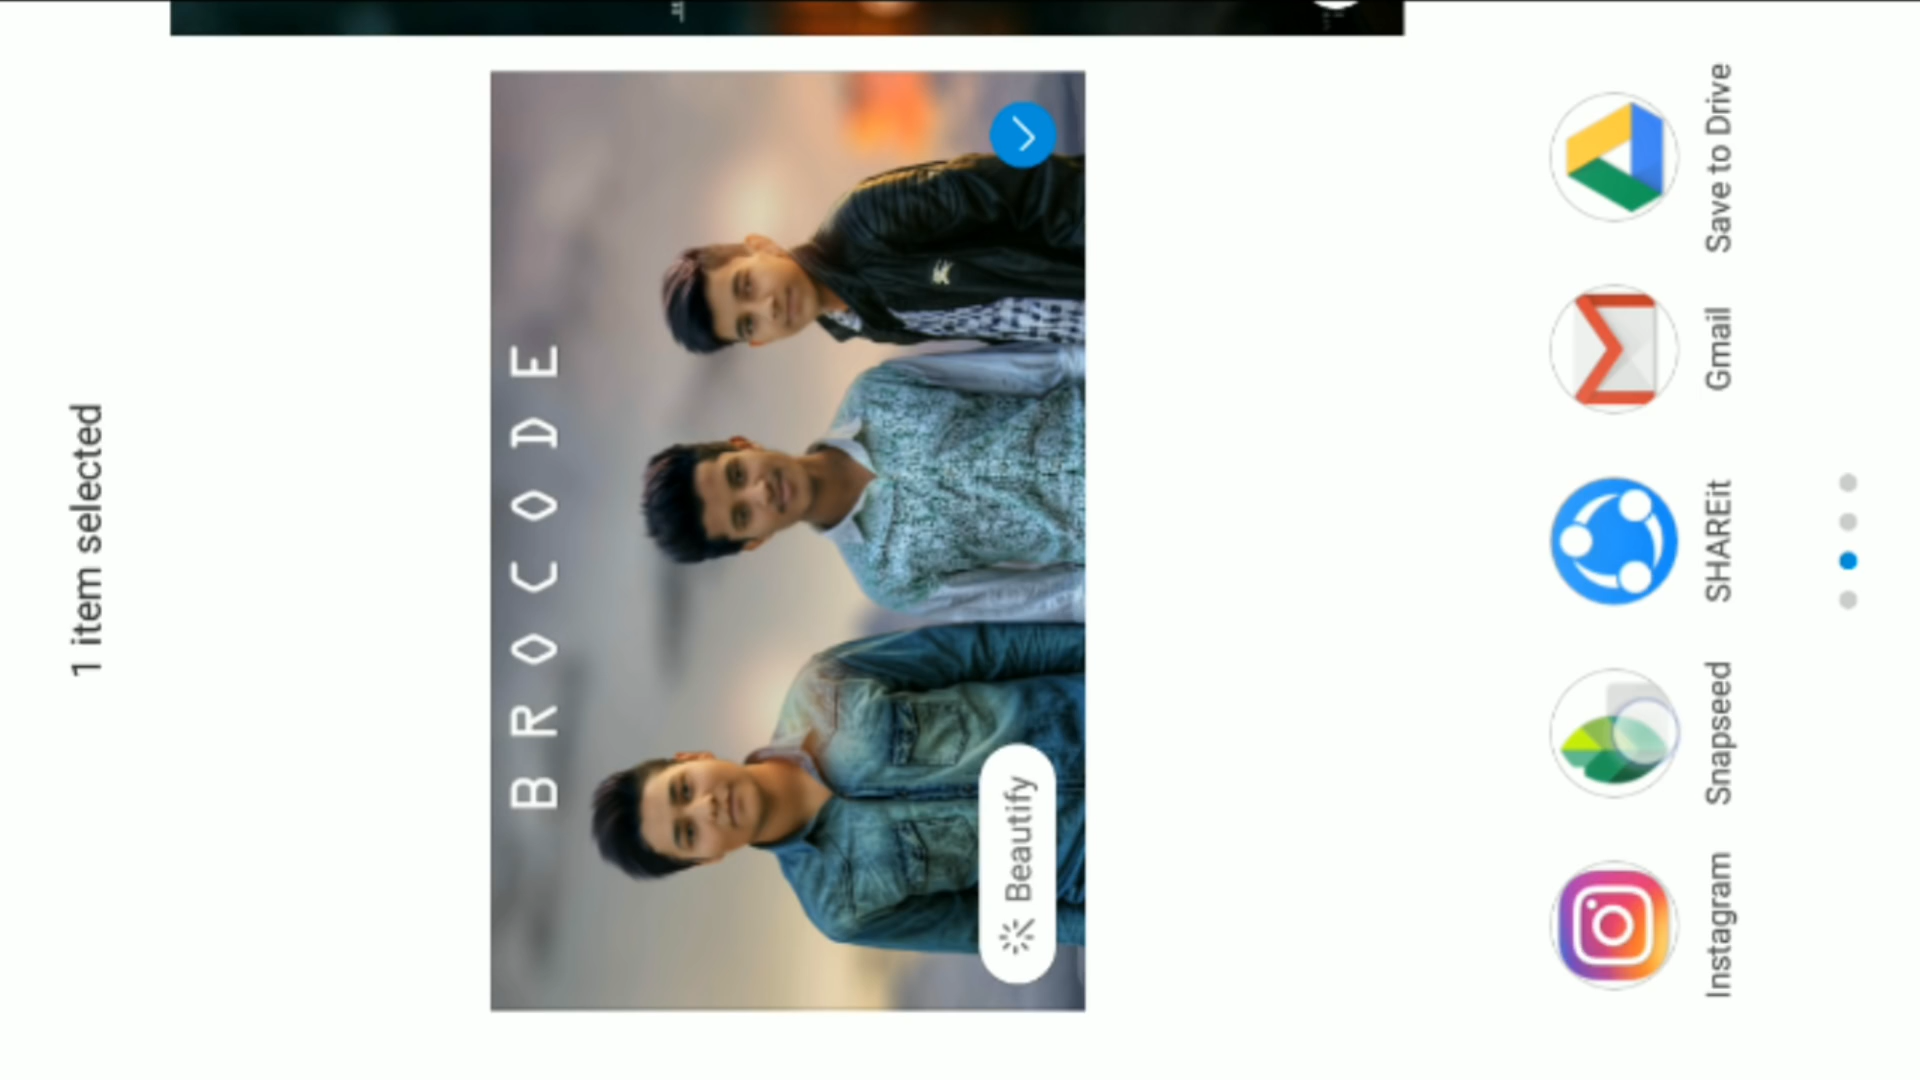 1 item selected
BROCODE
Beautify
Instagram
Snapseed
SHAREit
Gmail
Save to Drive